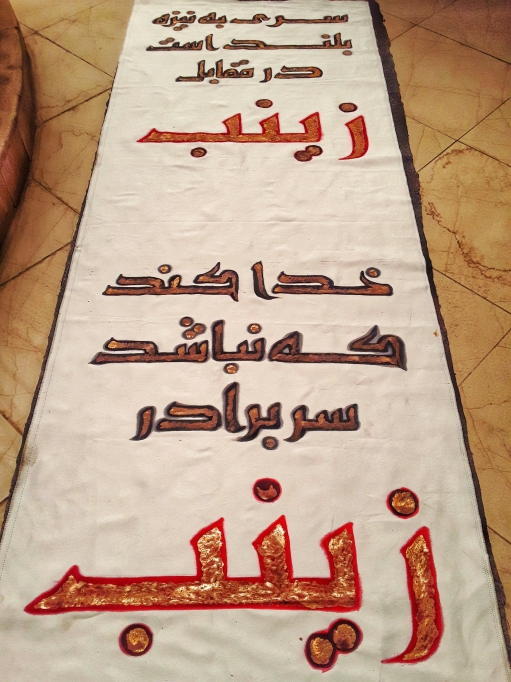 سری به نیزه
بلند است
در مقابل
زینب
خدا کند
که نباشد
سر برادر
زینب